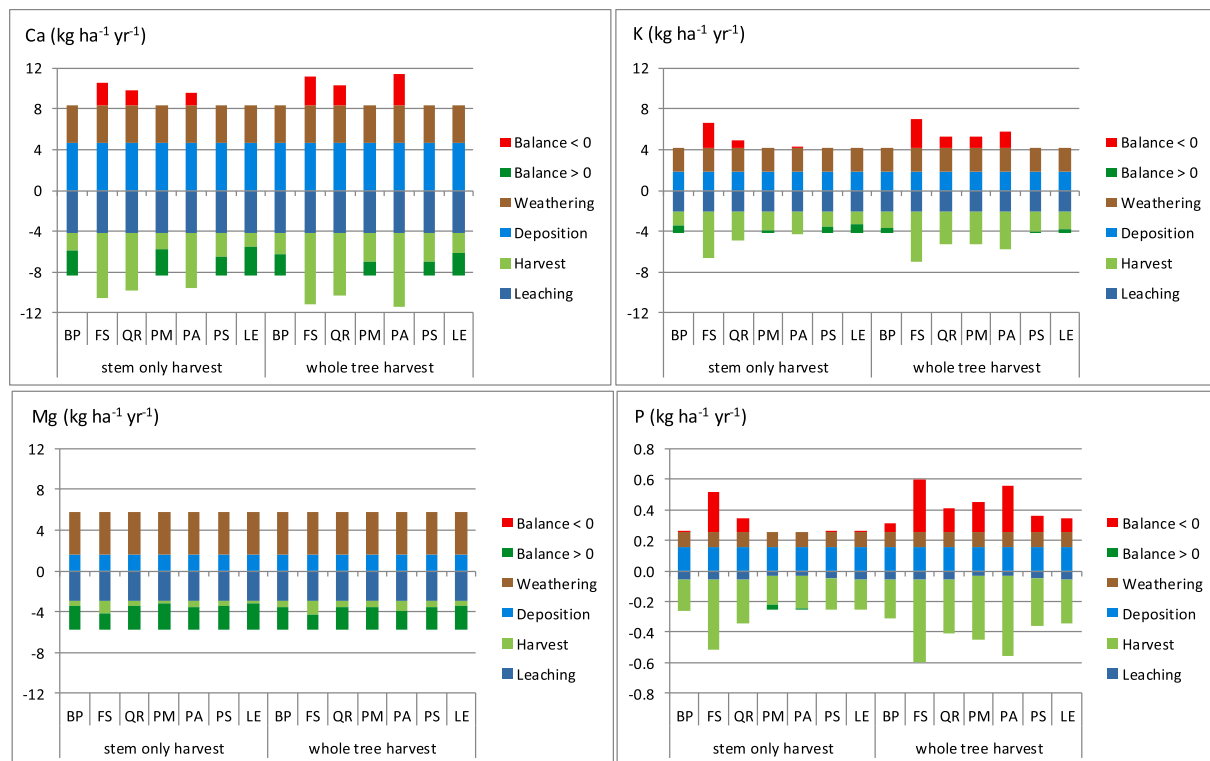 Ca (kg ha⁻¹ yr⁻¹)
12
8
4
0
-4
-8
-12
BP FS QR PM PA PS LE BP FS QR PM PA PS LE
stem only harvest whole tree harvest
Balance < 0
Balance > 0
Weathering
Deposition
Harvest
Leaching
K (kg ha⁻¹ yr⁻¹)
12
8
4
0
-4
-8
-12
BP FS QR PM PA PS LE BP FS QR PM PA PS LE
stem only harvest whole tree harvest
Balance < 0
Balance > 0
Weathering
Deposition
Harvest
Leaching
Mg (kg ha⁻¹ yr⁻¹)
12
8
4
0
-4
-8
-12
BP FS QR PM PA PS LE BP FS QR PM PA PS LE
stem only harvest whole tree harvest
Balance < 0
Balance > 0
Weathering
Deposition
Harvest
Leaching
P (kg ha⁻¹ yr⁻¹)
0.8
0.6
0.4
0.2
0.0
-0.2
-0.4
-0.6
-0.8
BP FS QR PM PA PS LE BP FS QR PM PA PS LE
stem only harvest whole tree harvest
Balance < 0
Balance > 0
Weathering
Deposition
Harvest
Leaching